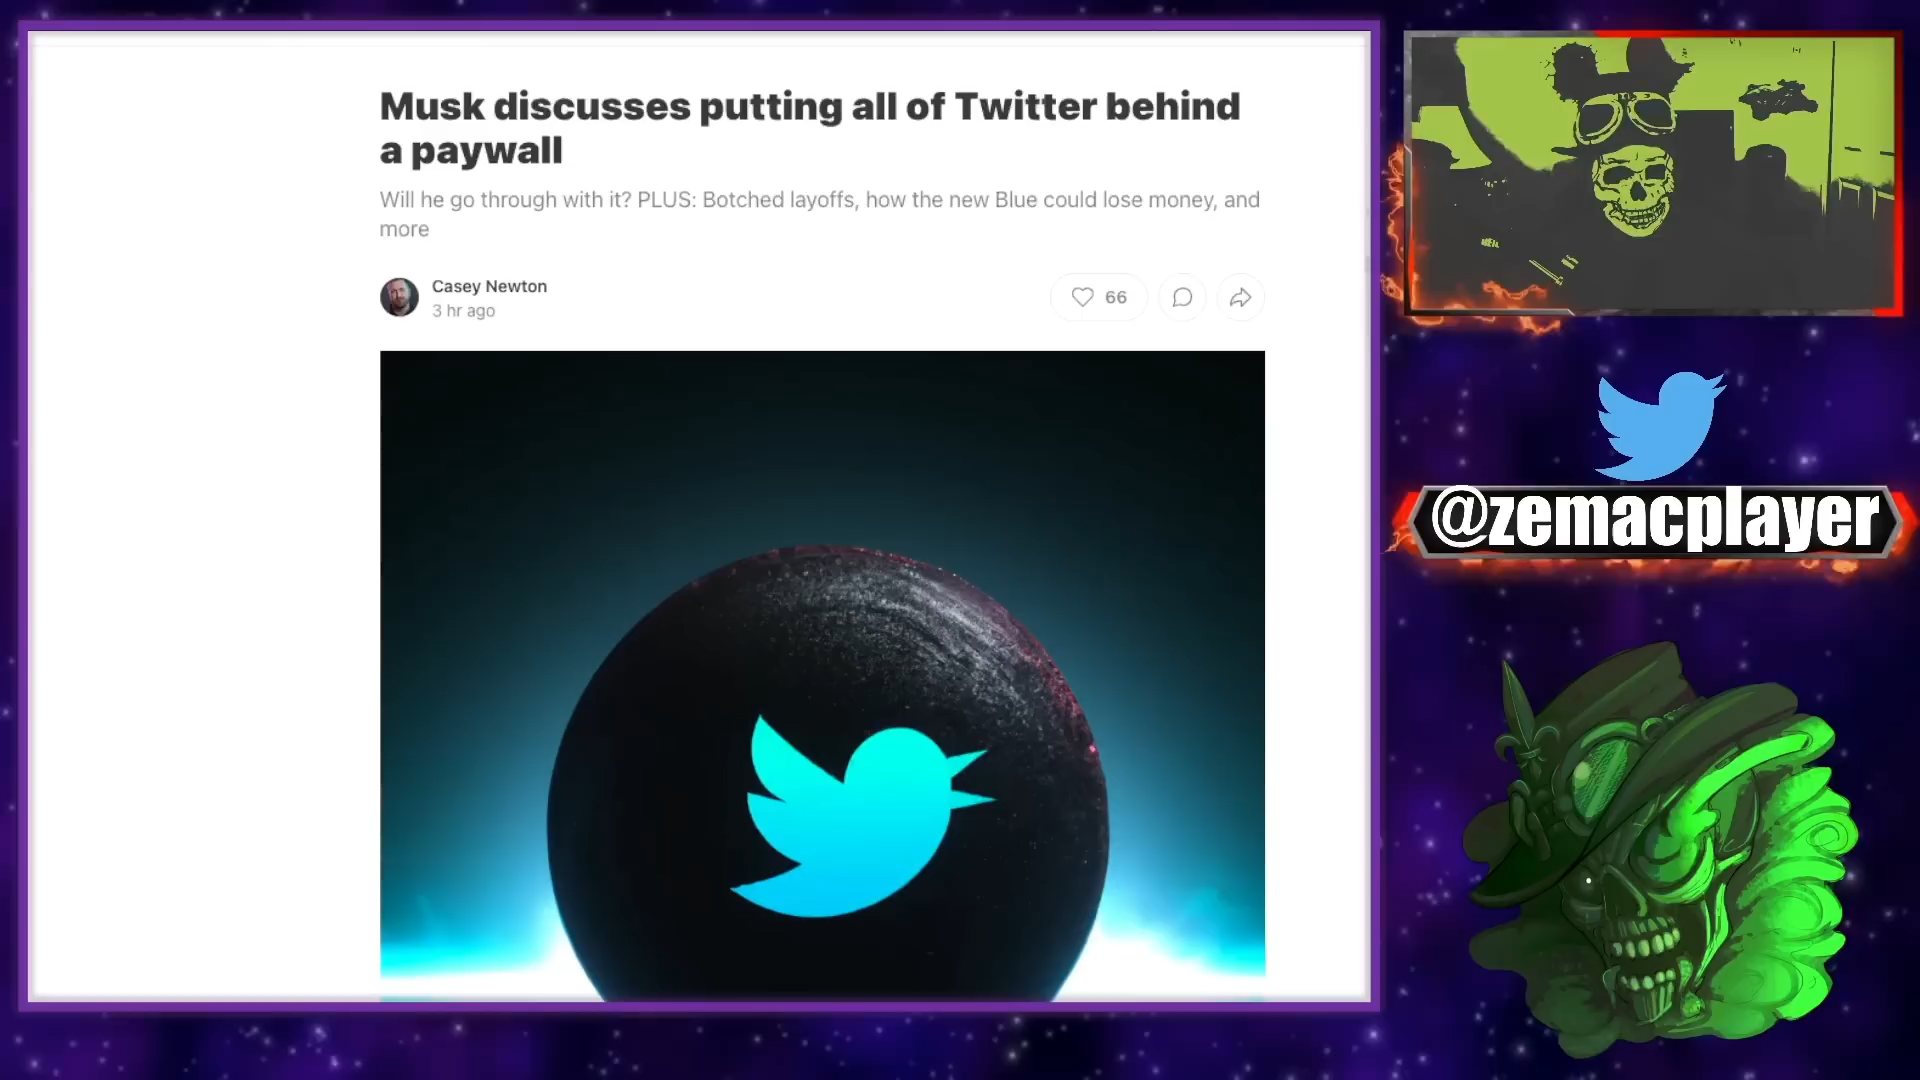 Musk discusses putting all of Twitter behind
a paywall
Will he go through with it? PLUS: Botched layoffs, how the new Blue could lose money, and
more
Casey Newton
3 hr ago
66
@zemacplayer